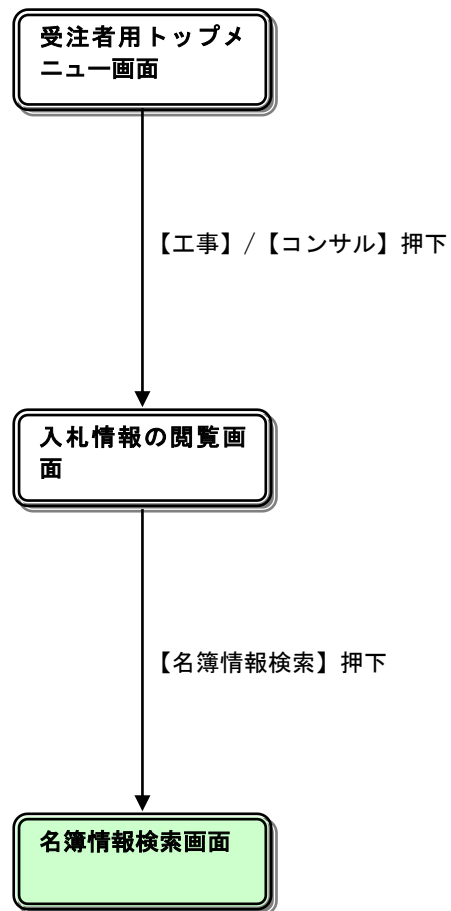 受注者用トップメ
ニュー画面
【工事】/【コンサル】押下
入札情報の閲覧画
面
【名簿情報検索】押下
名簿情報検索画面